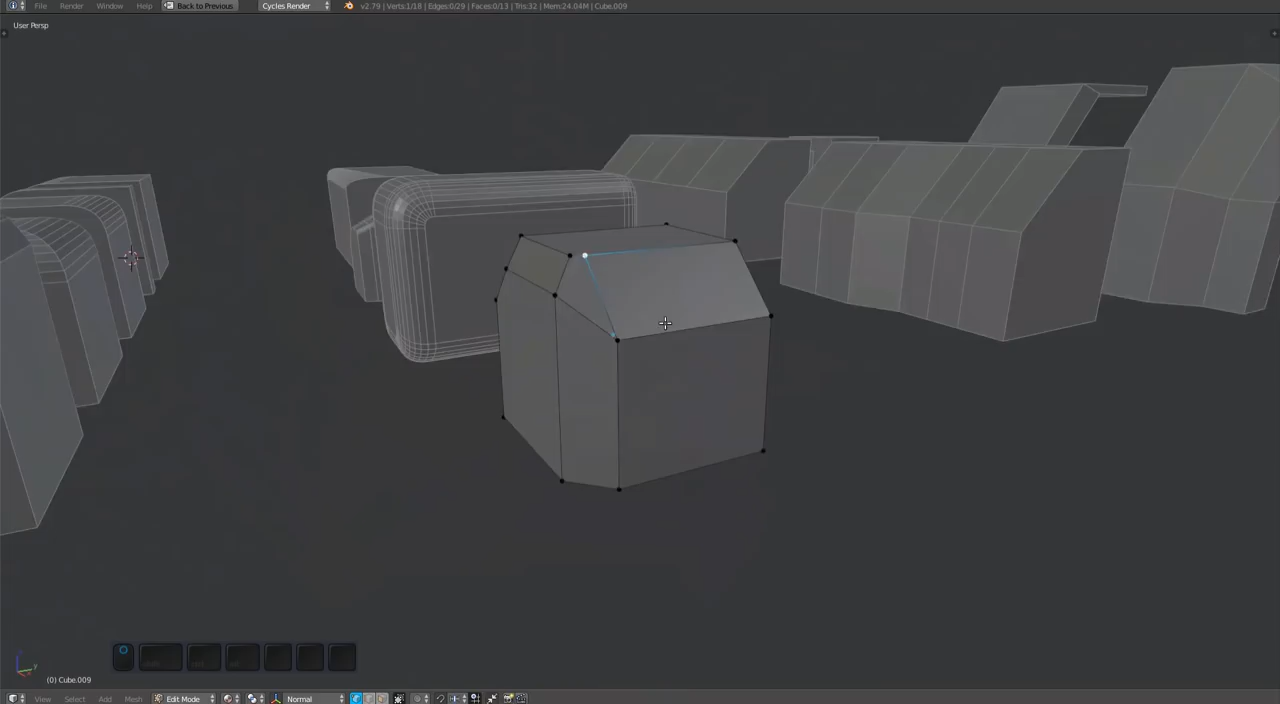 File Render Window Help Back to Previous Cycles Render v2.79 | Verts:1/18 | Edges:0/29 | Faces:0/13 | Tris:32 | Mem:24.04M | Cube.009
User Persp
(0) Cube.009
View Select Add Mesh Edit Mode Normal